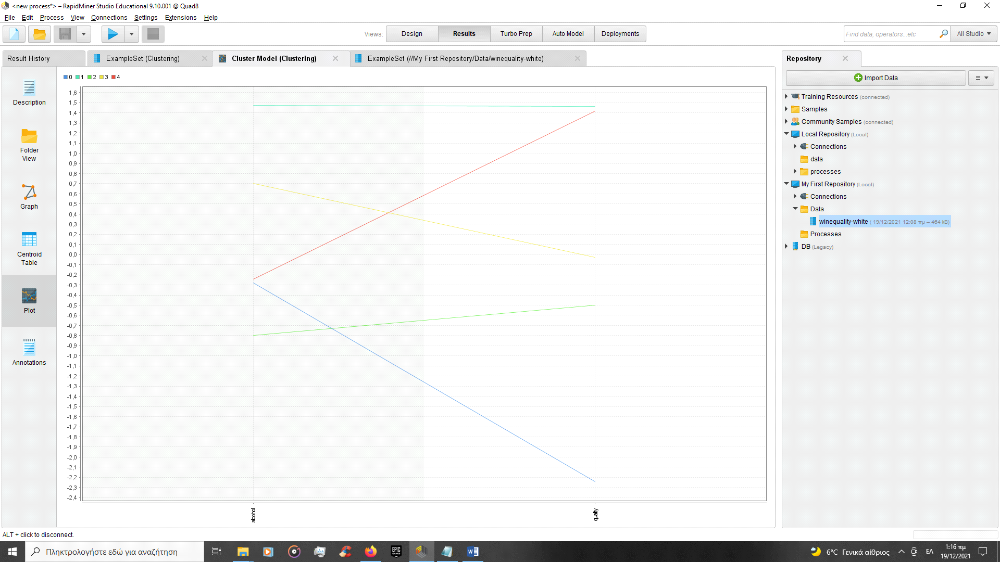 <new process*> – RapidMiner Studio Educational 9.10.001 @ Quad8
File Edit Process View Connections Settings Extensions Help
Views: Design Results Turbo Prep Auto Model Deployments
Find data, operators...etc All Studio
Result History ExampleSet (Clustering) Cluster Model (Clustering) ExampleSet (//My First Repository/Data/winequality-white)
Description
Folder
View
Graph
Centroid
Table
Plot
Annotations
0 1 2 3 4
1,6
1,5
1,4
1,3
1,2
1,1
1,0
0,9
0,8
0,7
0,6
0,5
0,4
0,3
0,2
0,1
0,0
-0,1
-0,2
-0,3
-0,4
-0,5
-0,6
-0,7
-0,8
-0,9
-1,0
-1,1
-1,2
-1,3
-1,4
-1,5
-1,6
-1,7
-1,8
-1,9
-2,0
-2,1
-2,2
-2,3
-2,4
alcohol
quality
Repository
Import Data
Training Resources (connected)
Samples
Community Samples (connected)
Local Repository (Local)
Connections
data
processes
My First Repository (Local)
Connections
Data
winequality-white ( 19/12/2021 12:08 πμ – 464 kB)
Processes
DB (Legacy)
ALT + click to disconnect.
Πληκτρολογήστε εδώ για αναζήτηση
EPIC
GAMES
6°C Γενικά αίθριος
ΕΛ
1:16 πμ
19/12/2021